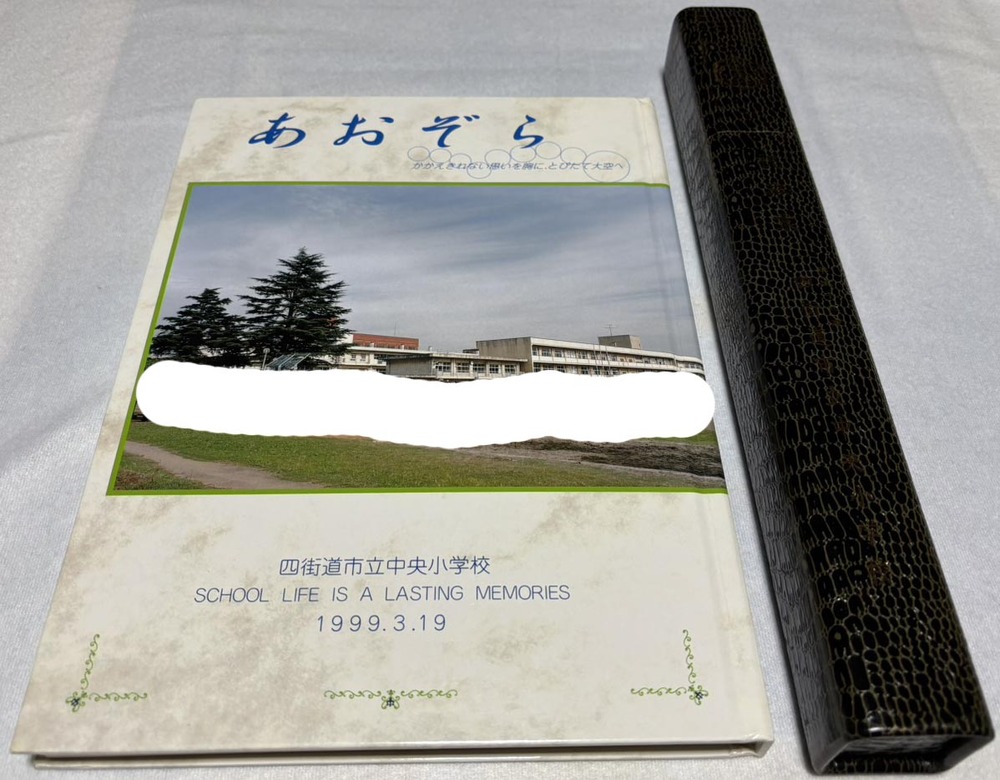 あおぞら
かかえきれない思いを胸に、とびたて大空へ
四街道市立中央小学校
SCHOOL LIFE IS A LASTING MEMORIES
1999.3.19